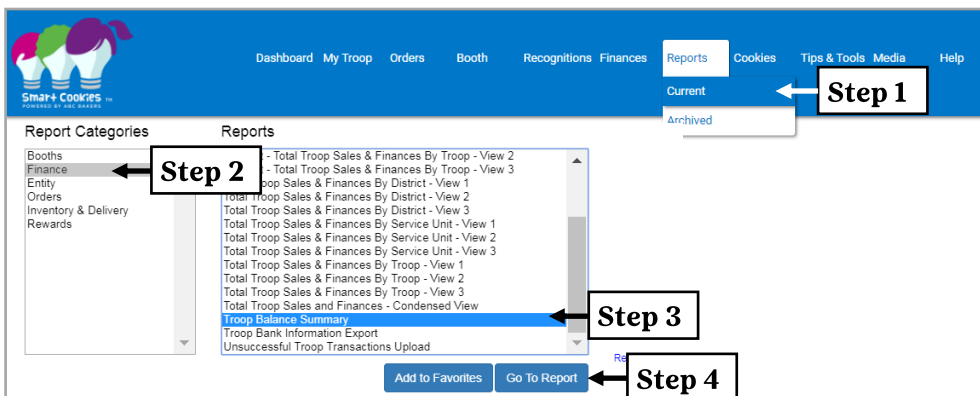 Dashboard My Troop Orders Booth Recognitions Finances Reports Cookies Tips & Tools Media Help
Smart Cookies TM
POWERED BY ABC BAKERS
Current
Step 1
Archived
Report Categories
Reports
Booths
Finance
Entity
Orders
Inventory & Delivery
Rewards
Step 2
- Total Troop Sales & Finances By Troop - View 2
- Total Troop Sales & Finances By Troop - View 3
Total Troop Sales & Finances By District - View 1
Total Troop Sales & Finances By District - View 2
Total Troop Sales & Finances By District - View 3
Total Troop Sales & Finances By Service Unit - View 1
Total Troop Sales & Finances By Service Unit - View 2
Total Troop Sales & Finances By Service Unit - View 3
Total Troop Sales & Finances By Troop - View 1
Total Troop Sales & Finances By Troop - View 2
Total Troop Sales & Finances By Troop - View 3
Total Troop Sales and Finances - Condensed View
Troop Balance Summary
Troop Bank Information Export
Unsuccessful Troop Transactions Upload
Step 3
Add to Favorites
Go To Report
Step 4